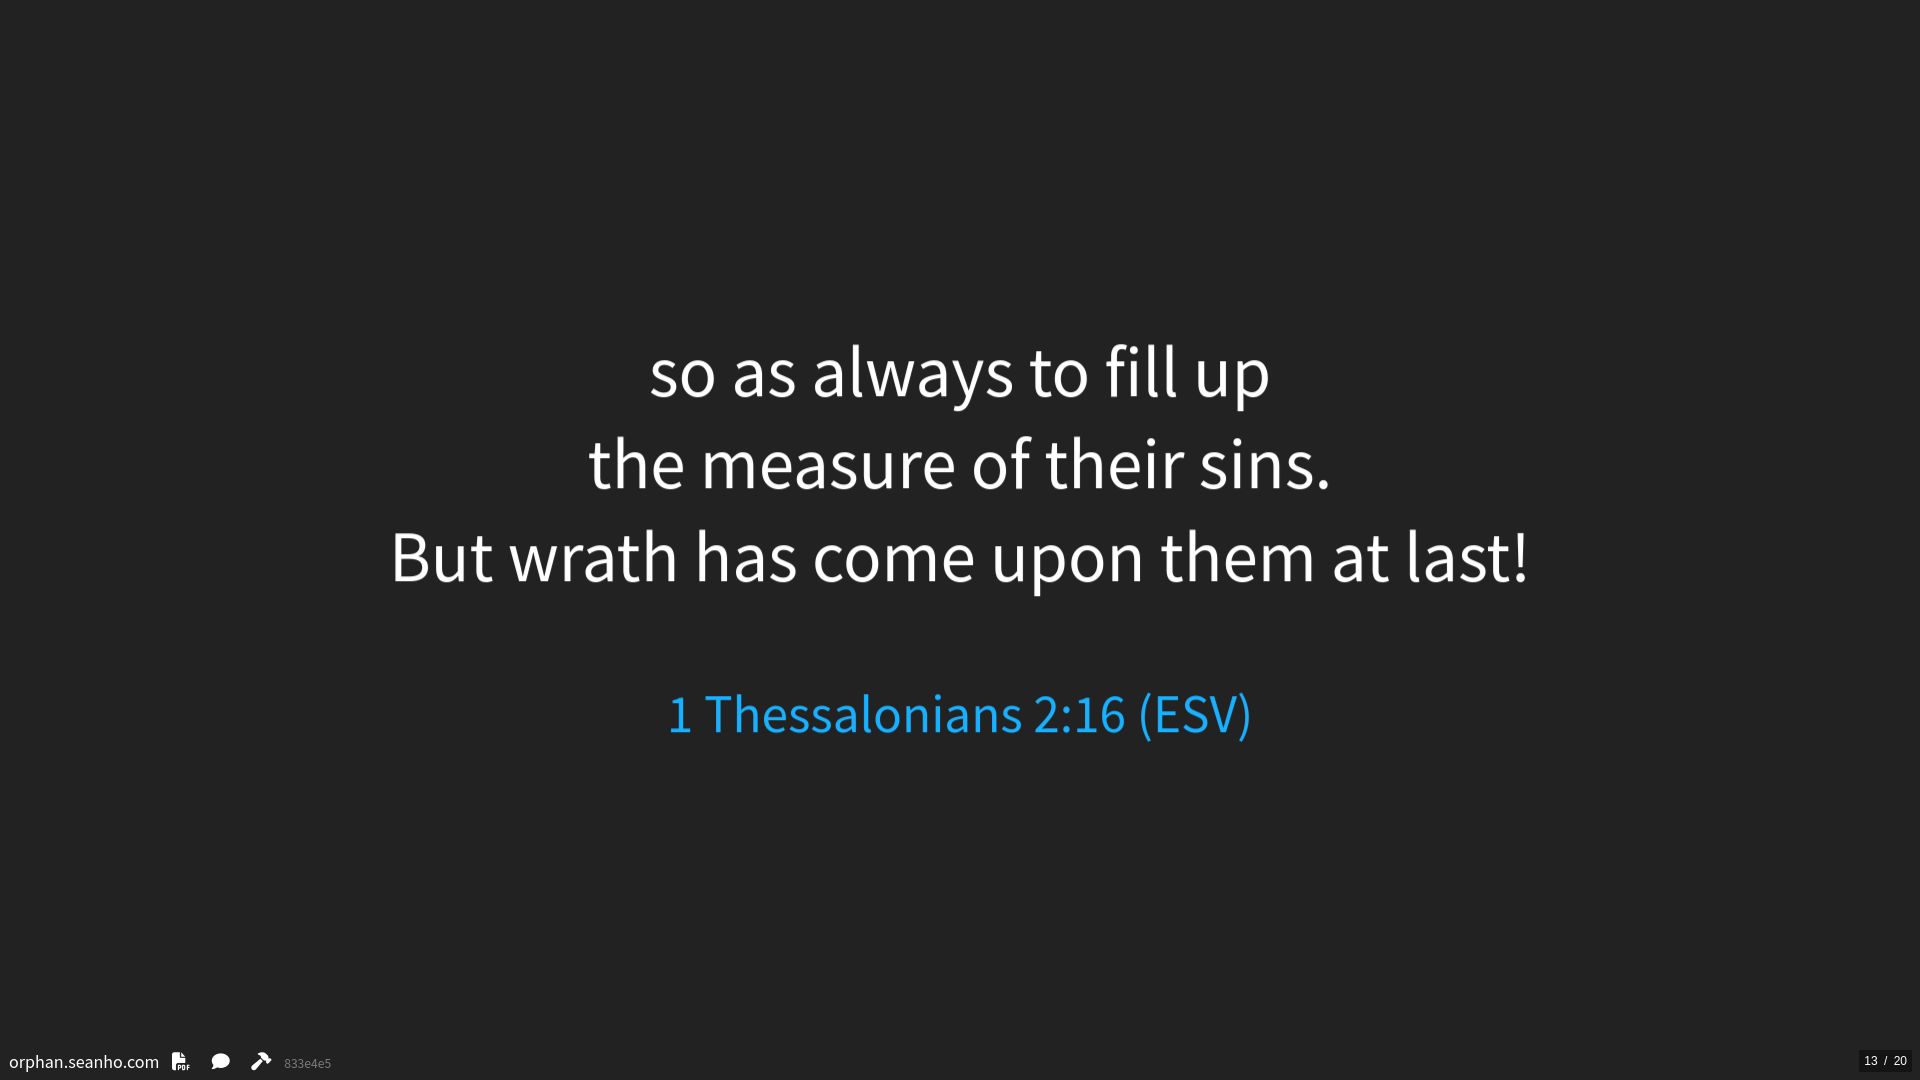 so as always to fill up
the measure of their sins.
But wrath has come upon them at last!
1 Thessalonians 2:16 (ESV)
orphan.seanho.com PDF 833e4e5
13 / 20